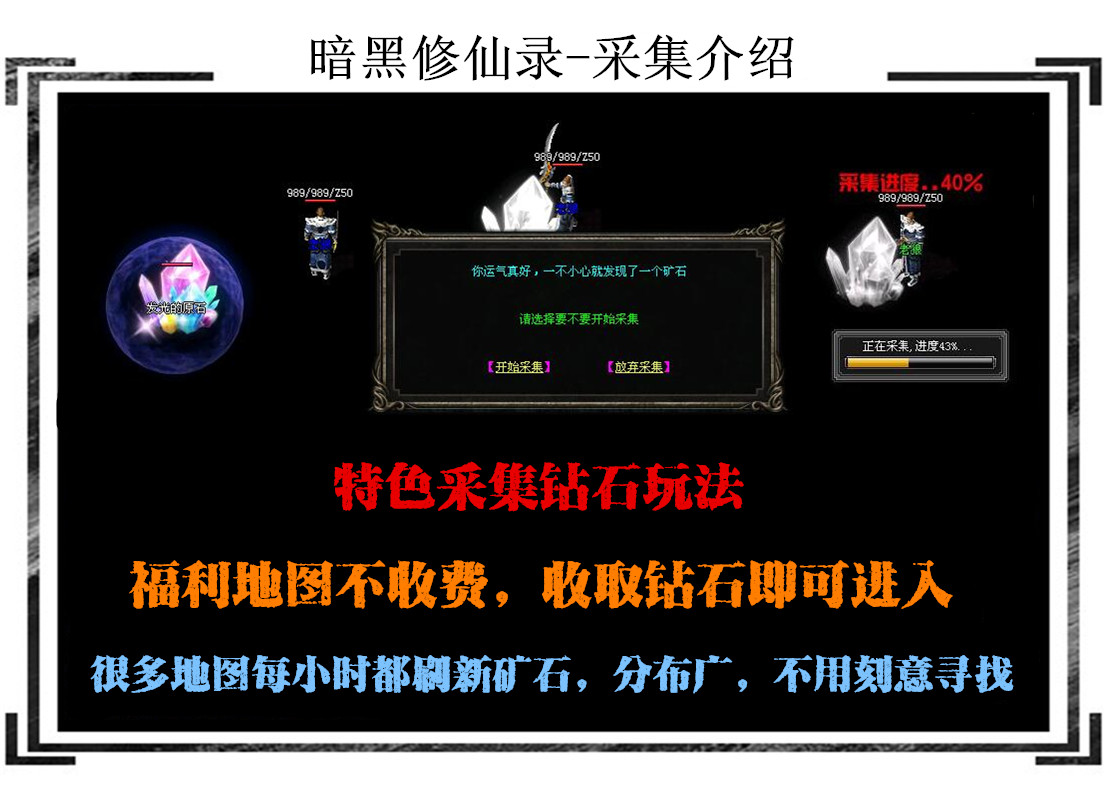 暗黑修仙录-采集介绍
989/989/Z50
989/989/Z50
采集进度..40%
989/989/Z50
老猿
发光的原石
你运气真好，一不小心就发现了一个矿石
请选择要不要开始采集
【开始采集】 【放弃采集】
正在采集,进度43%...
特色采集钻石玩法
福利地图不收费，收取钻石即可进入
很多地图每小时都刷新矿石，分布广，不用刻意寻找